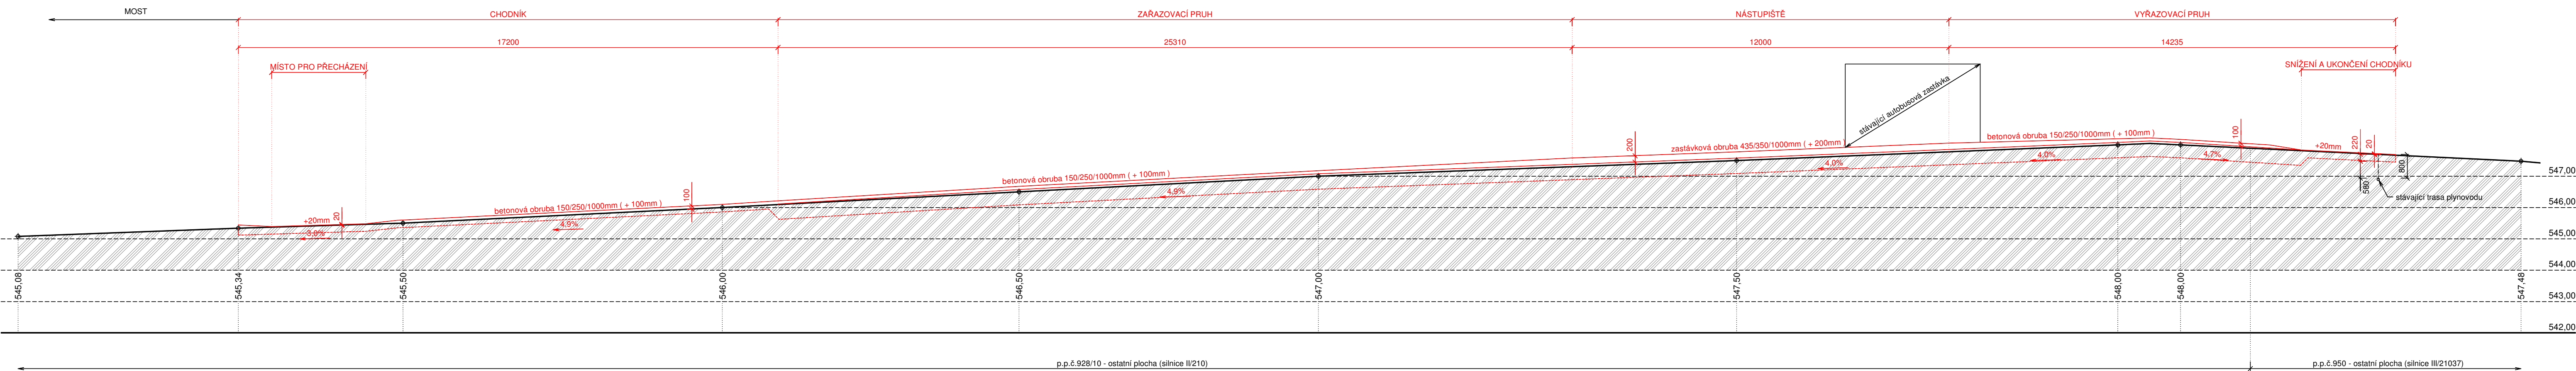 MOST
CHODNÍK
ZAŘAZOVACÍ PRUH
NÁSTUPIŠTĚ
VYŘAZOVACÍ PRUH
17200
25310
12000
14235
MÍSTO PRO PŘECHÁZENÍ
SNÍŽENÍ A UKONČENÍ CHODNÍKU
stávající autobusová zastávka
+20mm
20
3,0%
betonová obruba 150/250/1000mm ( + 100mm )
100
4,9%
betonová obruba 150/250/1000mm ( + 100mm )
4,9%
200
zastávková obruba 435/350/1000mm ( + 200mm )
4,0%
betonová obruba 150/250/1000mm ( + 100mm )
4,0%
4,7%
100
+20mm
220
20
580
800
stávající trasa plynovodu
547,00
546,00
545,00
544,00
543,00
542,00
545,08
545,34
545,50
546,00
546,50
547,00
547,50
548,00
548,00
547,48
p.p.č.928/10 - ostatní plocha (silnice II/210)
p.p.č.950 - ostatní plocha (silnice III/21037)